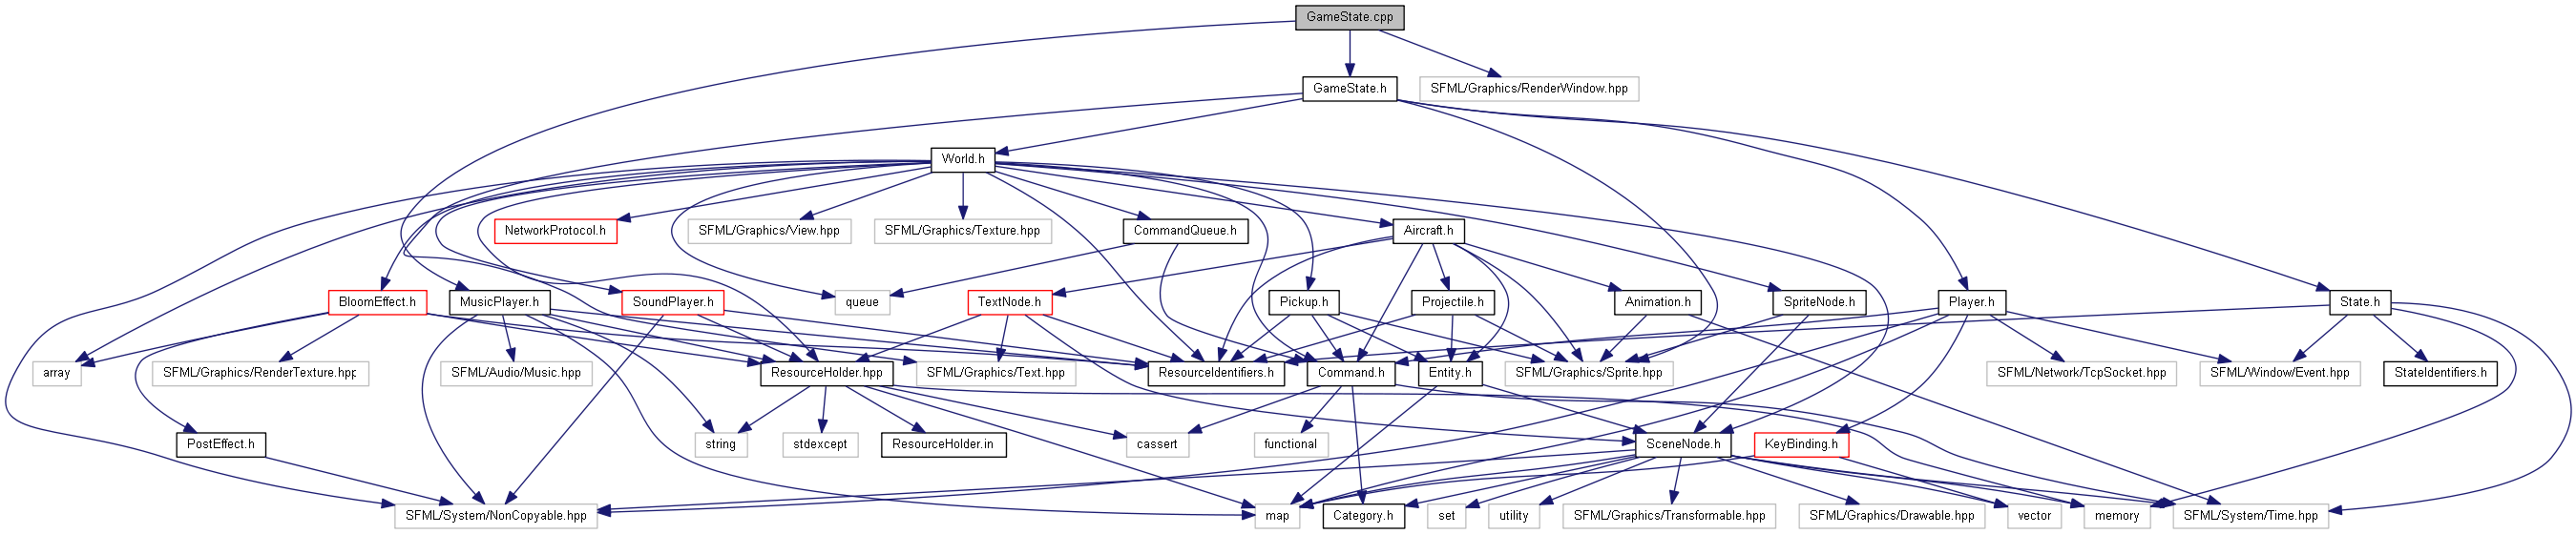 GameState.cpp
GameState.h
SFML/Graphics/RenderWindow.hpp
World.h
NetworkProtocol.h
SFML/Graphics/View.hpp
SFML/Graphics/Texture.hpp
CommandQueue.h
Aircraft.h
BloomEffect.h
MusicPlayer.h
SoundPlayer.h
queue
TextNode.h
Pickup.h
Projectile.h
Animation.h
SpriteNode.h
Player.h
State.h
array
SFML/Graphics/RenderTexture.hpp
SFML/Audio/Music.hpp
ResourceHolder.hpp
SFML/Graphics/Text.hpp
ResourceIdentifiers.h
Command.h
Entity.h
SFML/Graphics/Sprite.hpp
SFML/Network/TcpSocket.hpp
SFML/Window/Event.hpp
StateIdentifiers.h
PostEffect.h
string
stdexcept
ResourceHolder.in
cassert
functional
SceneNode.h
KeyBinding.h
SFML/System/NonCopyable.hpp
map
Category.h
set
utility
SFML/Graphics/Transformable.hpp
SFML/Graphics/Drawable.hpp
vector
memory
SFML/System/Time.hpp